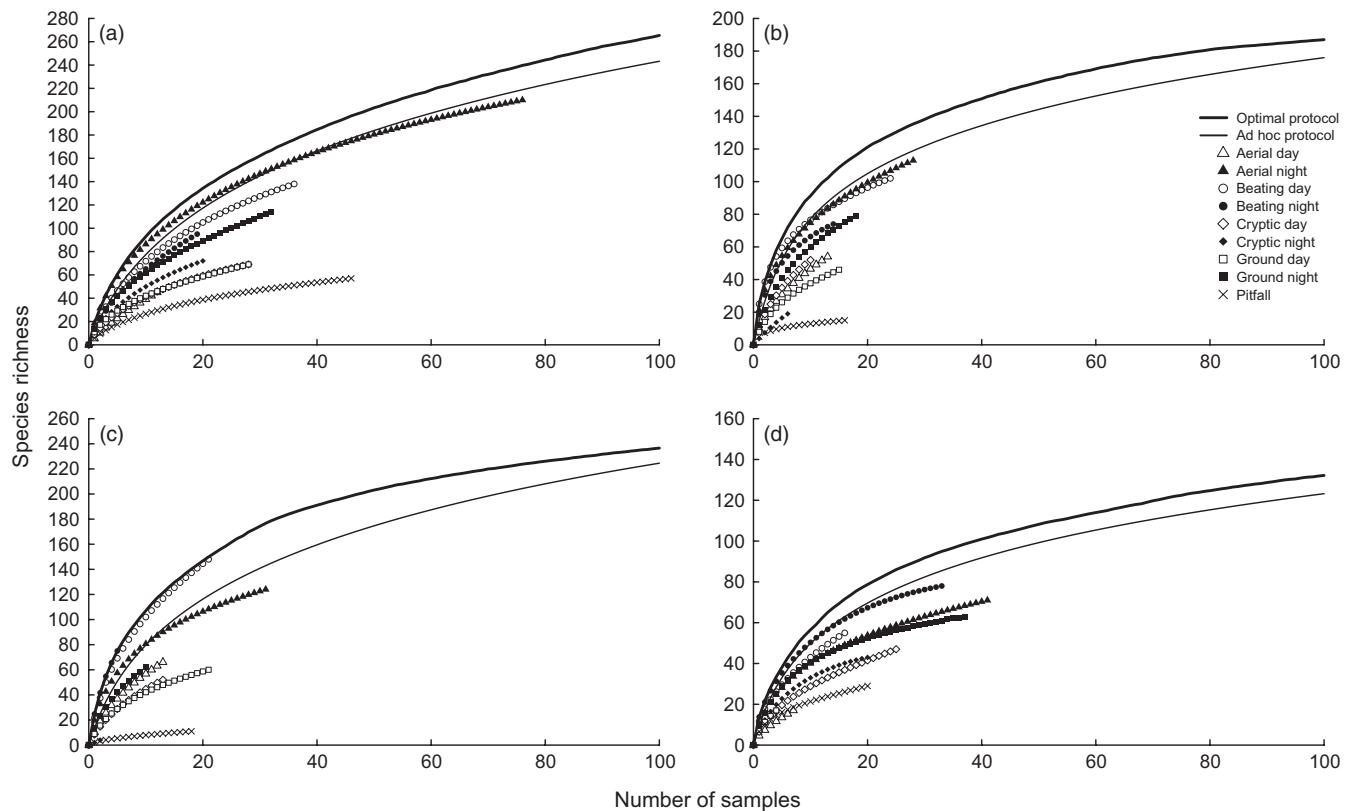 (a)
280
260
240
220
200
180
160
140
120
100
80
60
40
20
0
0 20 40 60 80 100
(b)
200
180
160
140
120
100
80
60
40
20
0
0 20 40 60 80 100
Optimal protocol
Ad hoc protocol
Aerial day
Aerial night
Beating day
Beating night
Cryptic day
Cryptic night
Ground day
Ground night
Pitfall
Species richness
(c)
260
240
220
200
180
160
140
120
100
80
60
40
20
0
0 20 40 60 80 100
(d)
160
140
120
100
80
60
40
20
0
0 20 40 60 80 100
Number of samples